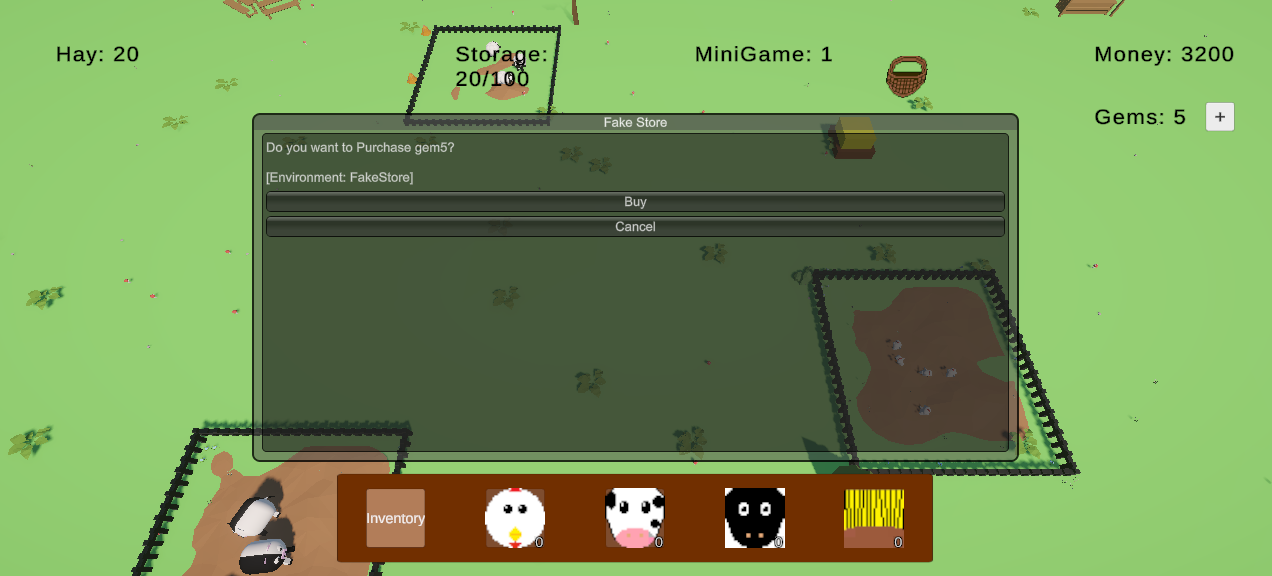 Hay: 20
Storage:
20/100
MiniGame: 1
Money: 3200
Gems: 5 +
Fake Store
Do you want to Purchase gem5?
[Environment: FakeStore]
Buy
Cancel
Inventory
0
0
0
0